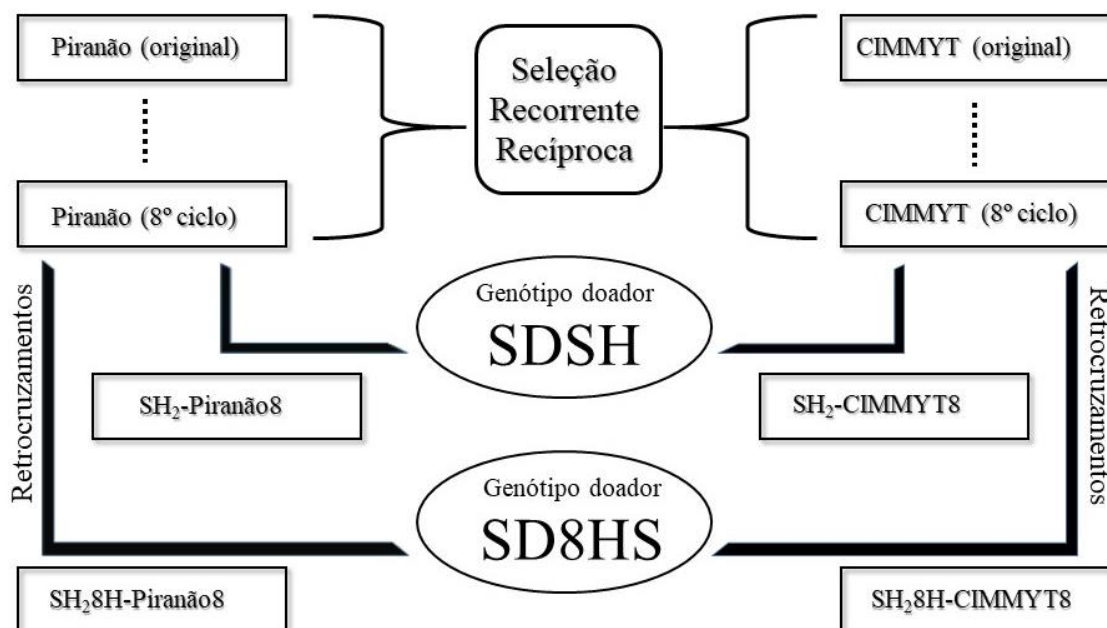 Piranão (original)
CIMMYT (original)
Seleção
Recorrente
Recíproca
Piranão (8º ciclo)
CIMMYT (8º ciclo)
Retrocruzamentos
Retrocruzamentos
Genótipo doador
SDSH
SH₂-Piranão8
SH₂-CIMMYT8
Genótipo doador
SD8HS
SH₂8H-Piranão8
SH₂8H-CIMMYT8